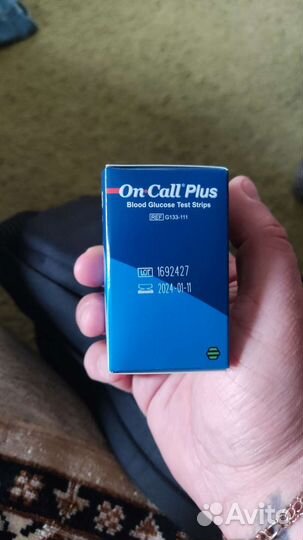 On Call® Plus
Blood Glucose Test Strips
REF G133-111
LOT 1692427
2024-01-11
Avito